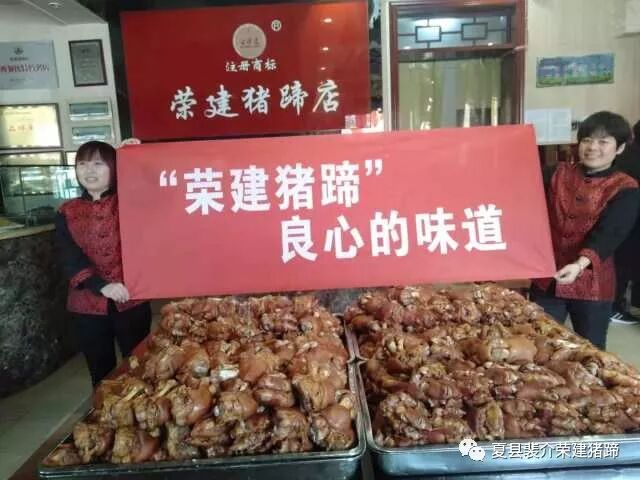 ®
注册商标
荣建猪蹄店
“荣建猪蹄”
良心的味道
夏县裴介荣建猪蹄